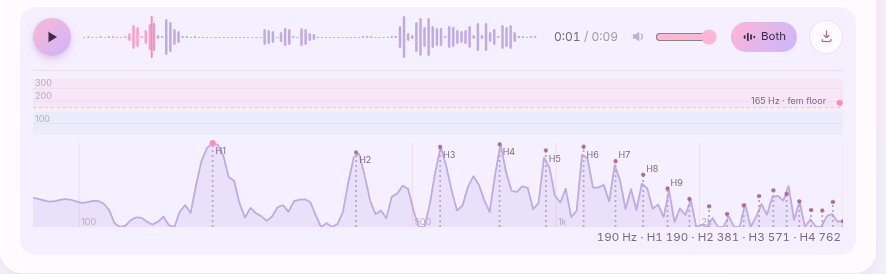 0:01 / 0:09
Both
300
200
165 Hz · fem floor
100
H1
H2
H3
H4
H5
H6
H7
H8
H9
100
500
1k
190 Hz · H1 190 · H2 381 · H3 571 · H4 762